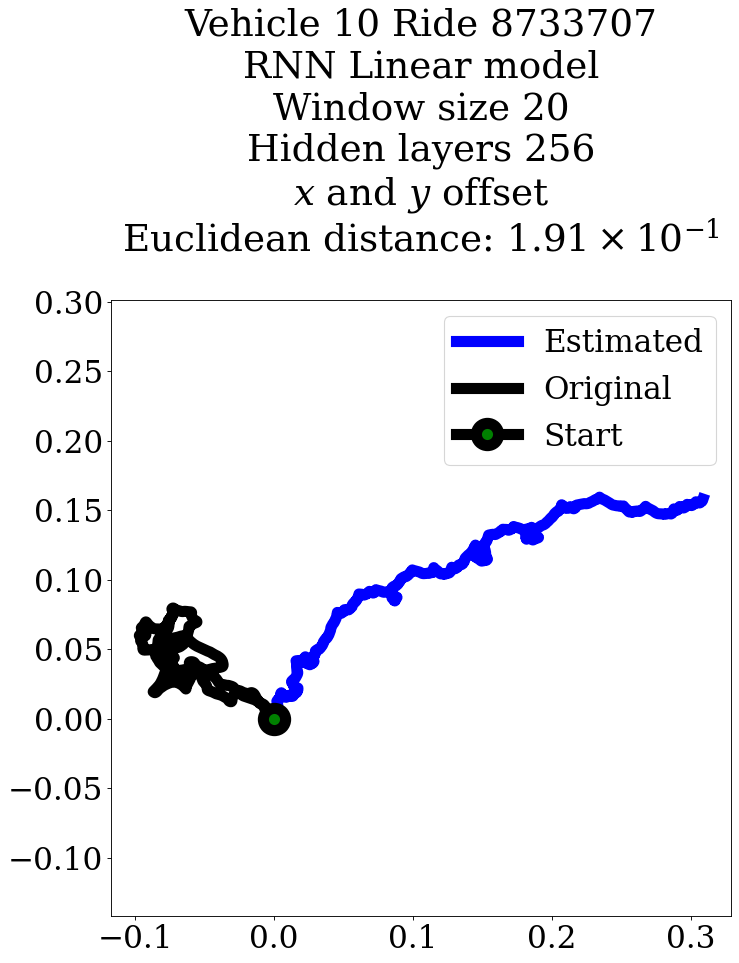 Vehicle 10 Ride 8733707
RNN Linear model
Window size 20
Hidden layers 256
x and y offset
Euclidean distance: 1.91 × 10⁻¹
0.30
0.25
0.20
0.15
0.10
0.05
0.00
−0.05
−0.10
Estimated
Original
Start
−0.1
0.0
0.1
0.2
0.3